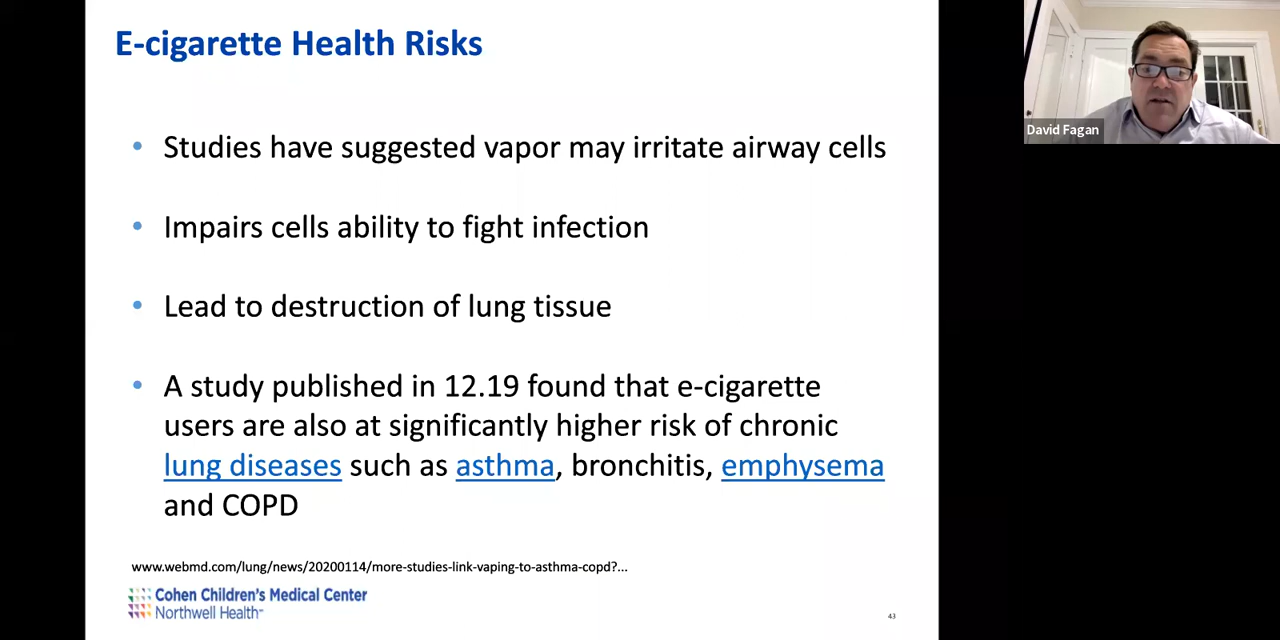 E-cigarette Health Risks
David Fagan
• Studies have suggested vapor may irritate airway cells
• Impairs cells ability to fight infection
• Lead to destruction of lung tissue
• A study published in 12.19 found that e-cigarette
users are also at significantly higher risk of chronic
lung diseases such as asthma, bronchitis, emphysema
and COPD
www.webmd.com/lung/news/20200114/more-studies-link-vaping-to-asthma-copd?...
Cohen Children's Medical Center
Northwell Health℠
43